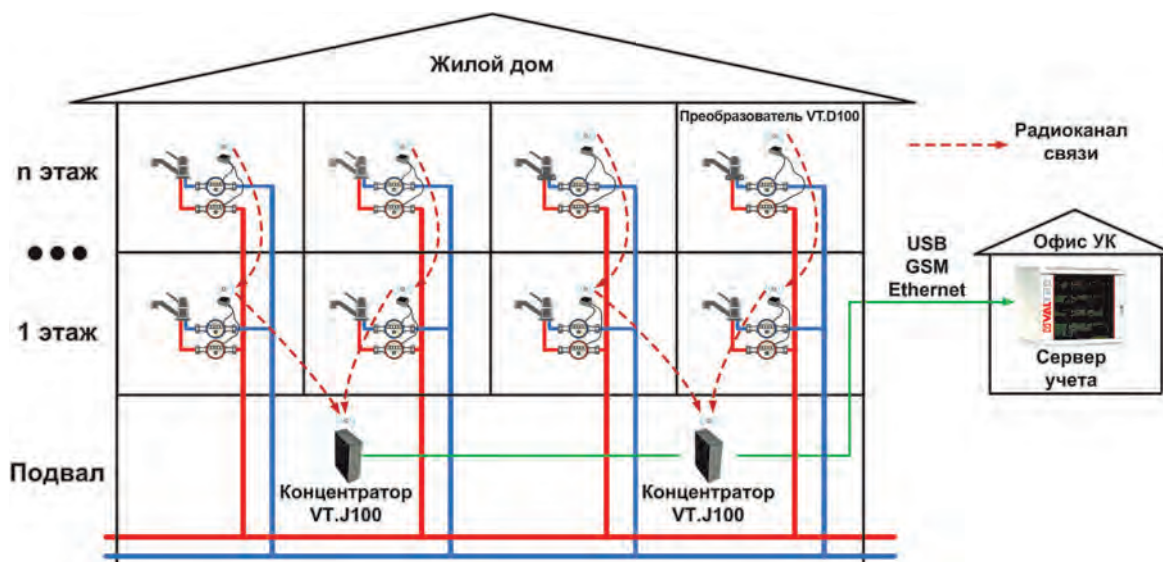 Жилой дом
Преобразователь VT.D100
Радиоканал
связи
n этаж
USB
GSM
Ethernet
Офис УК
1 этаж
Сервер
учета
Подвал
Концентратор
VT.J100
Концентратор
VT.J100